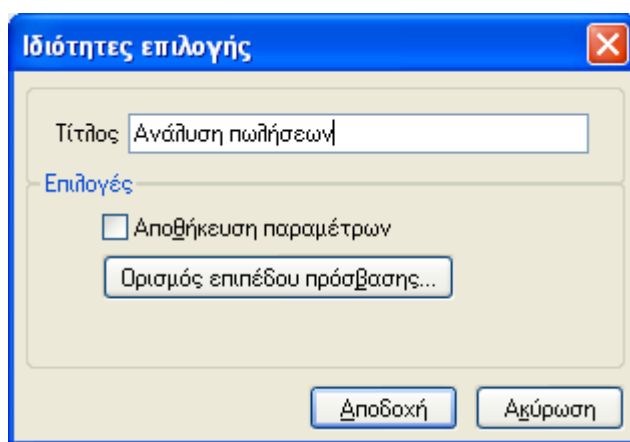 Ιδιότητες επιλογής
Τίτλος Ανάλυση πωλήσεων
Επιλογές
Αποθήκευση παραμέτρων
Ορισμός επιπέδου πρόσβασης...
Αποδοχή Ακύρωση